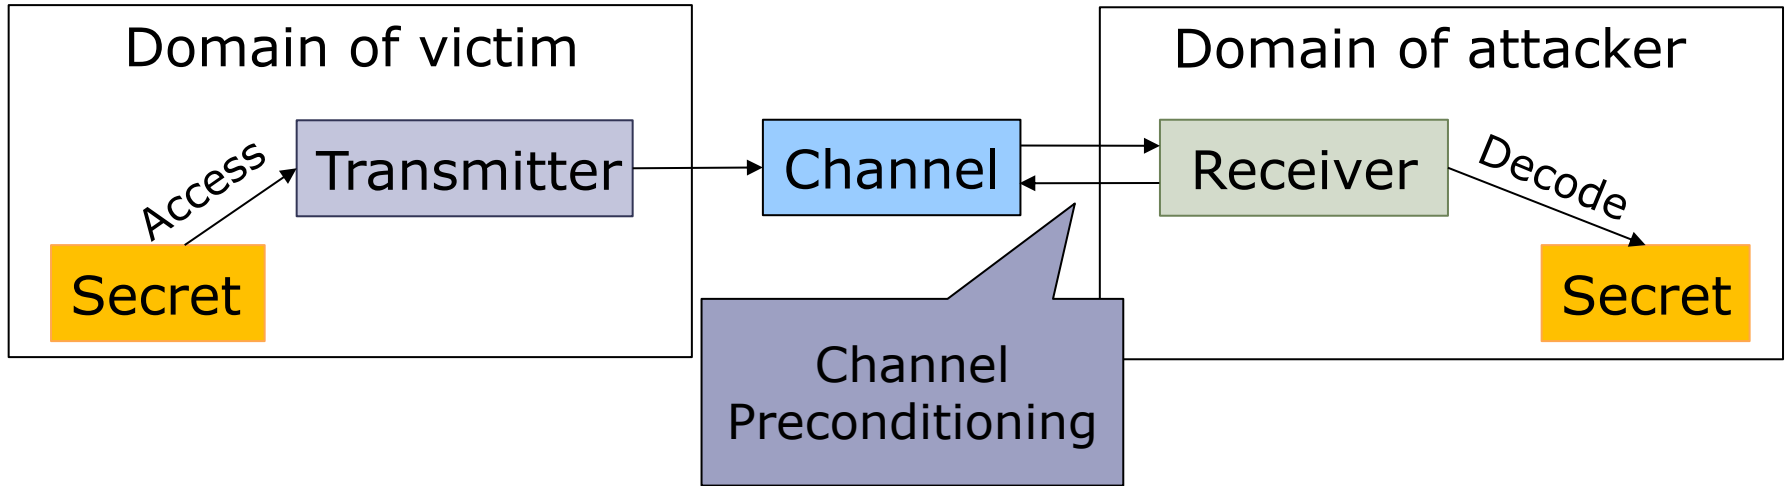 Domain of victim
Domain of attacker
Access
Transmitter
Channel
Receiver
Decode
Secret
Secret
Channel
Preconditioning